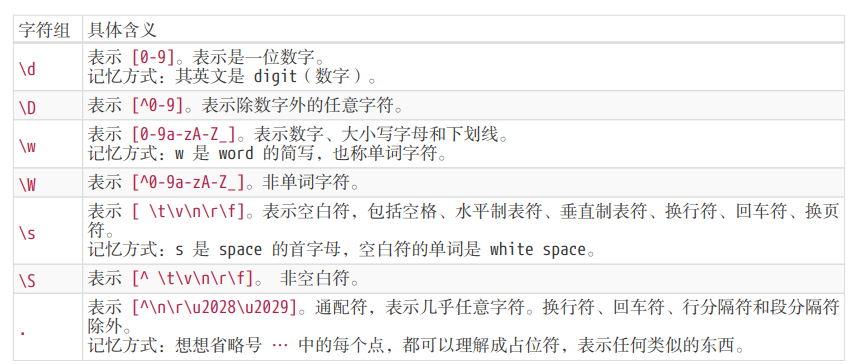 字符组 具体含义
\d 表示 [0-9]。表示是一位数字。
记忆方式：其英文是 digit（数字）。
\D 表示 [^0-9]。表示除数字外的任意字符。
\w 表示 [0-9a-zA-Z_]。表示数字、大小写字母和下划线。
记忆方式：w 是 word 的简写，也称单词字符。
\W 表示 [^0-9a-zA-Z_]。非单词字符。
\s 表示 [ \t\v\n\r\f]。表示空白符，包括空格、水平制表符、垂直制表符、换行符、回车符、换页
符。
记忆方式：s 是 space 的首字母，空白符的单词是 white space。
\S 表示 [^ \t\v\n\r\f]。 非空白符。
. 表示 [^\n\r\u2028\u2029]。通配符，表示几乎任意字符。换行符、回车符、行分隔符和段分隔符
除外。
记忆方式：想想省略号 … 中的每个点，都可以理解成占位符，表示任何类似的东西。